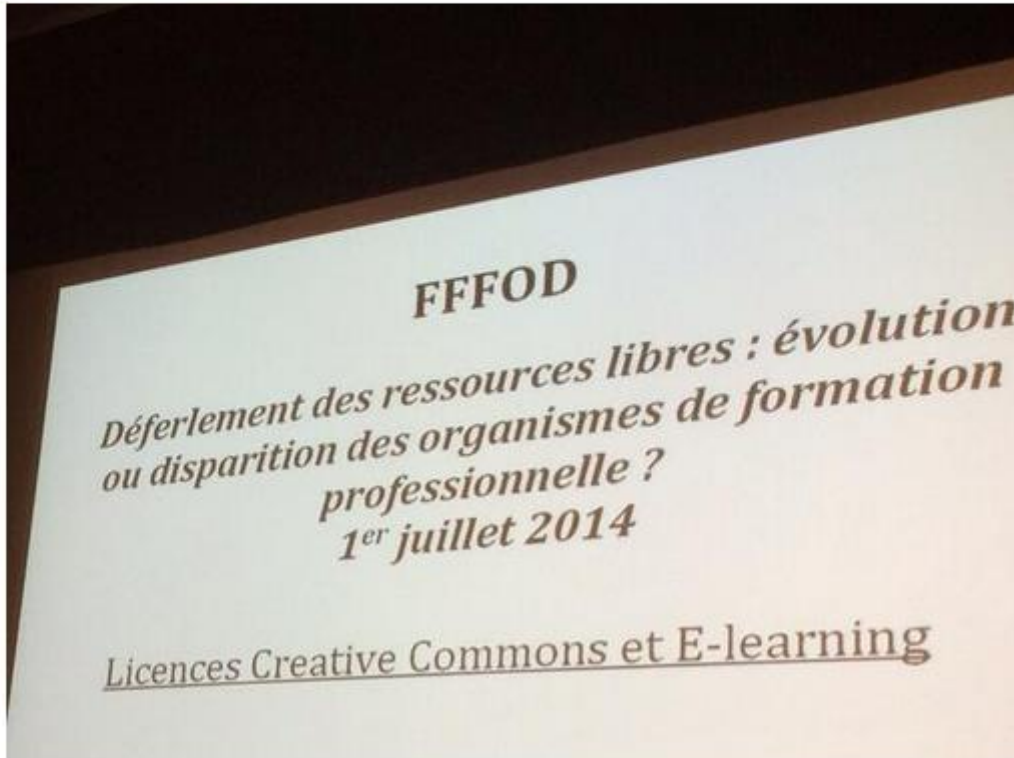 FFFOD
Déferlement des ressources libres : évolution
ou disparition des organismes de formation
professionnelle ?
1er juillet 2014
Licences Creative Commons et E-learning